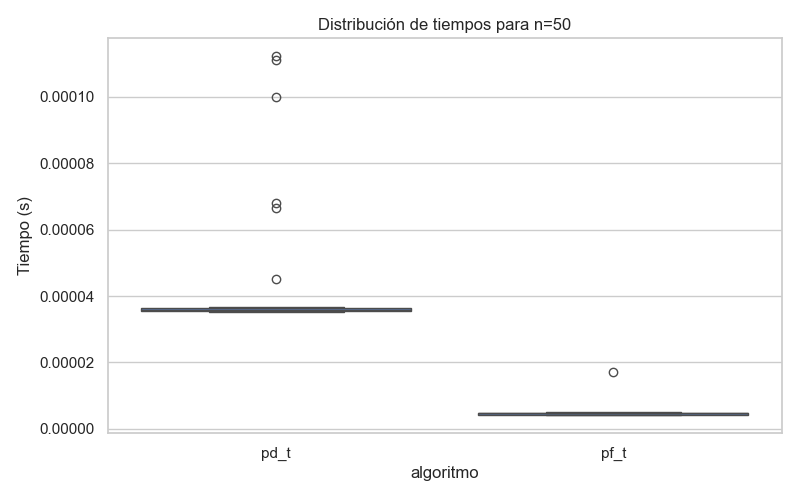 Distribución de tiempos para n=50
Tiempo (s)
0.00010
0.00008
0.00006
0.00004
0.00002
0.00000
pd_t
pf_t
algoritmo